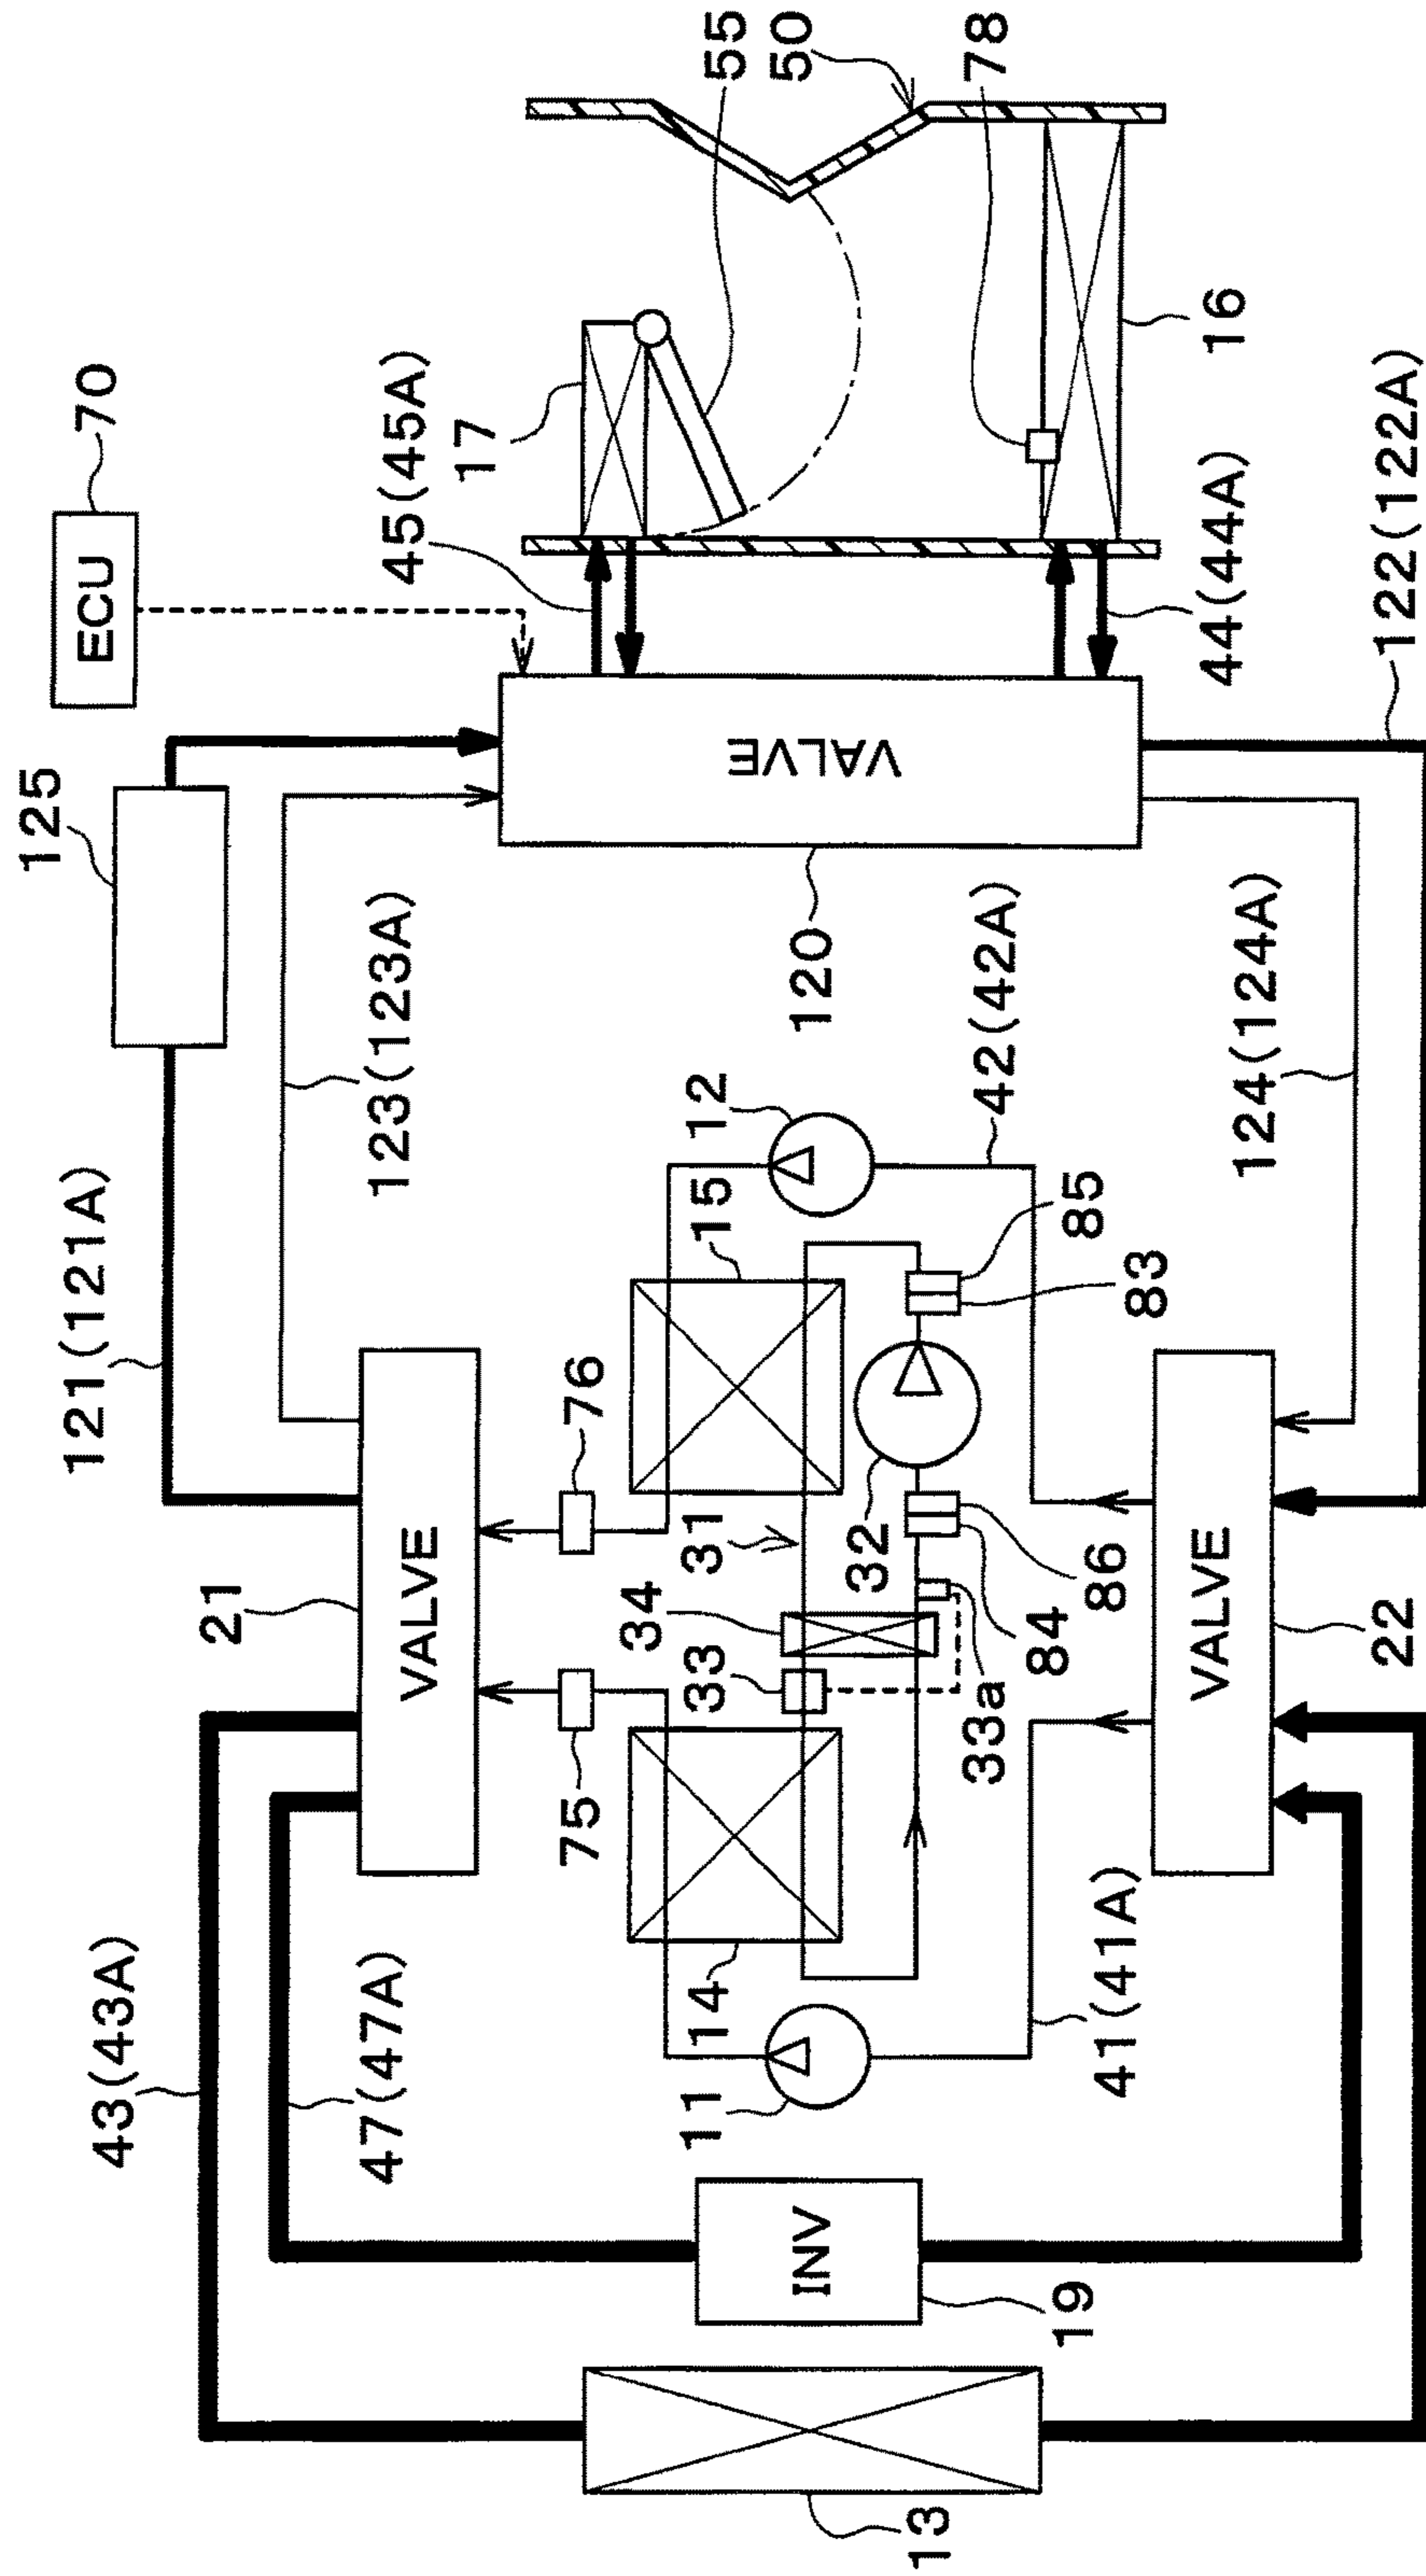 ECU
70
125
121(121A)
123(123A)
45(45A)
17
55
50
78
16
44(44A)
122(122A)
VALVE
120
42(42A)
124(124A)
12
15
85
83
76
31
32
86
84
34
33
33a
21
VALVE
VALVE
22
75
14
11
41(41A)
43(43A)
47(47A)
INV
19
13